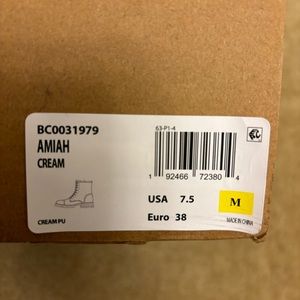 BC0031979
AMIAH
CREAM
CREAM PU
63-P1-4
1 92466 72380 4
USA 7.5
M
Euro 38
MADE IN CHINA